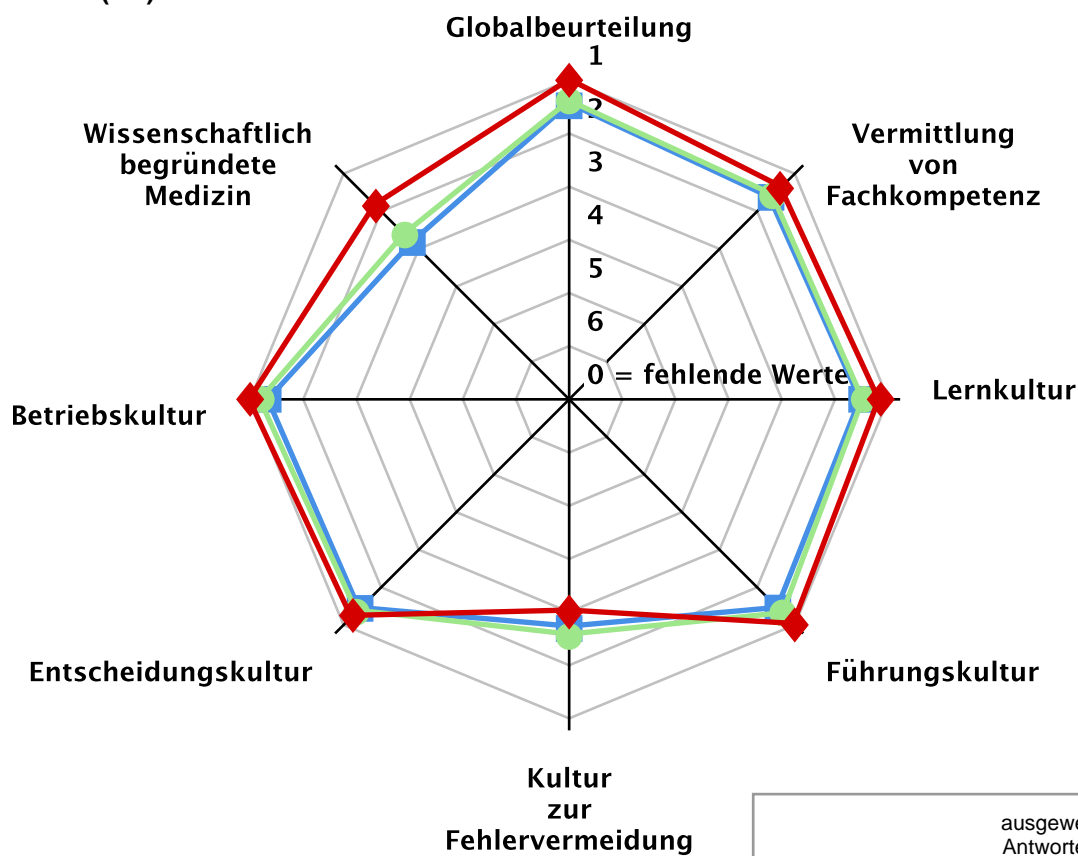 Globalbeurteilung
1
2
3
4
5
6
0 = fehlende Werte
Vermittlung
von
Fachkompetenz
Lernkultur
Führungskultur
Kultur
zur
Fehlervermeidung
Entscheidungskultur
Betriebskultur
Wissenschaftlich
begründete
Medizin